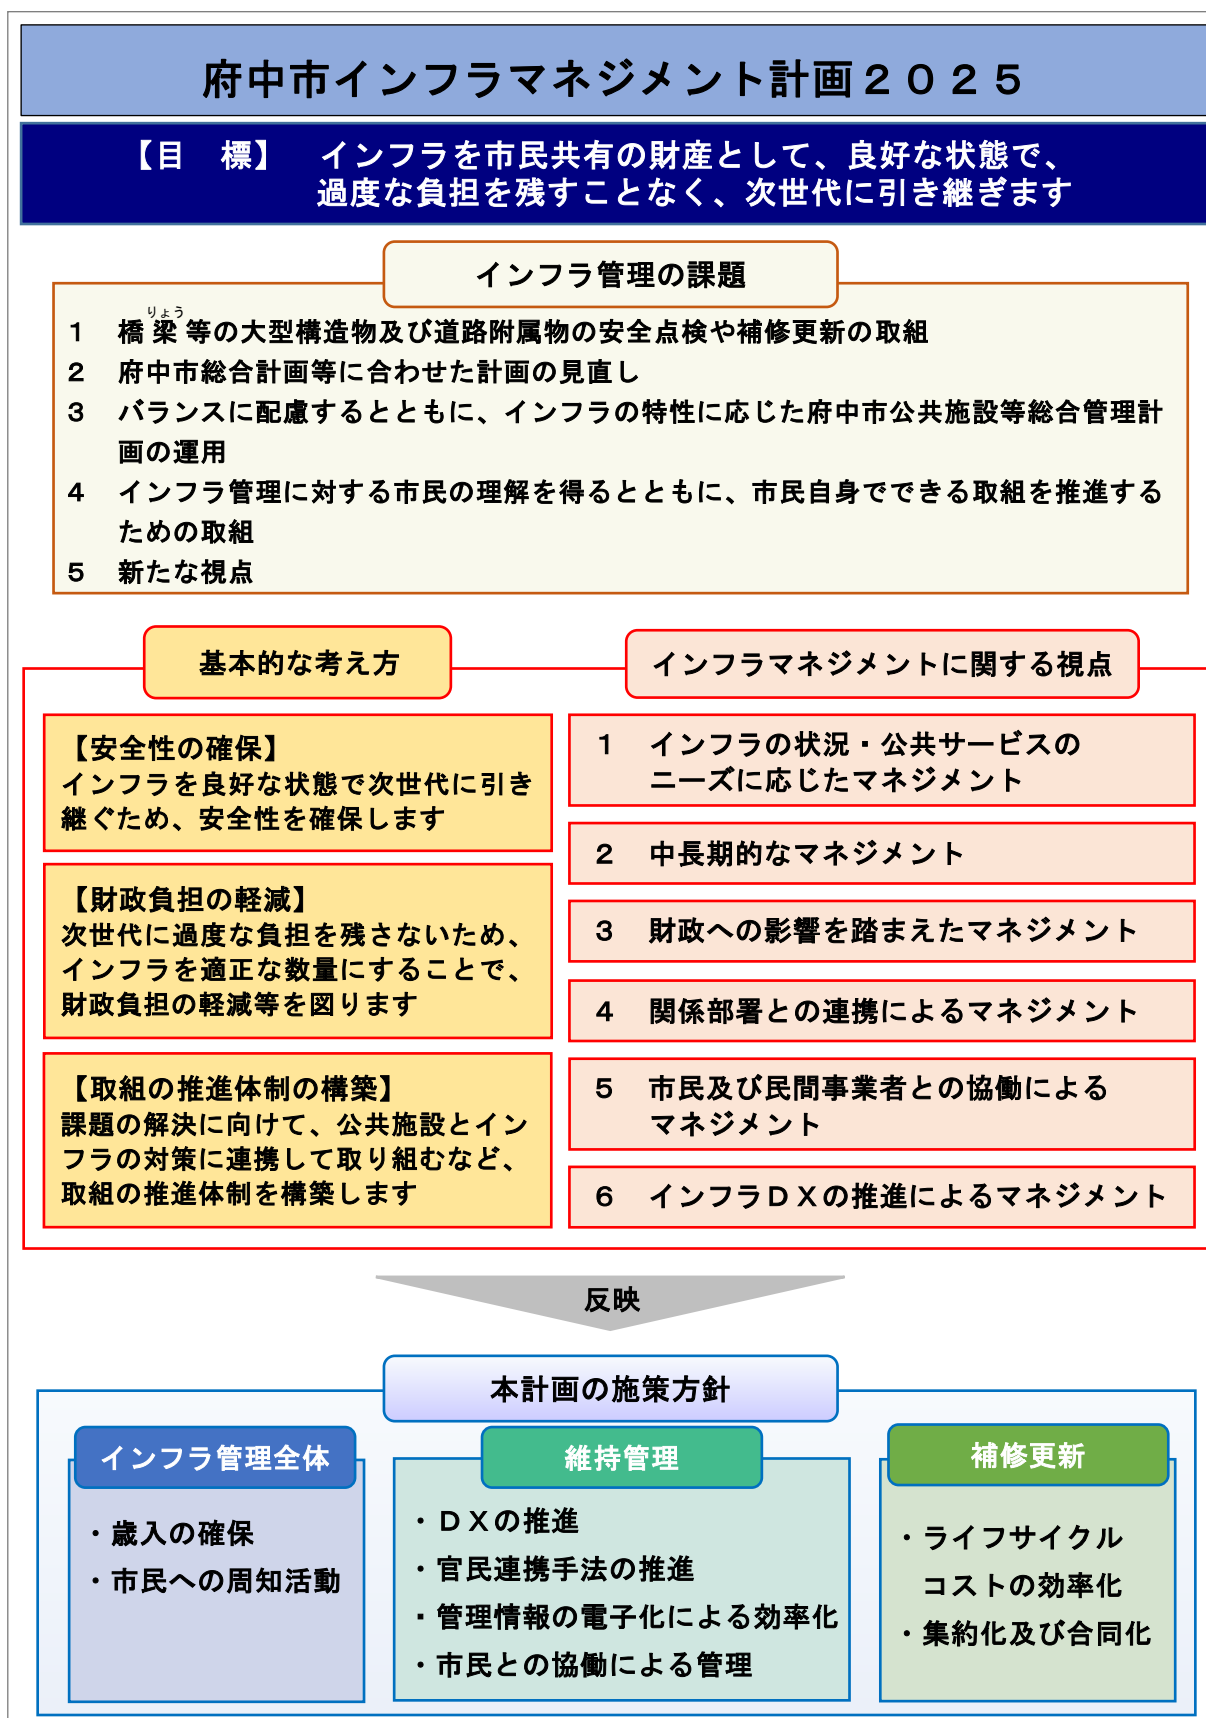 府中市インフラマネジメント計画２０２５
【目　標】　インフラを市民共有の財産として、良好な状態で、
過度な負担を残すことなく、次世代に引き継ぎます
インフラ管理の課題
りょう
１　橋梁等の大型構造物及び道路附属物の安全点検や補修更新の取組
２　府中市総合計画等に合わせた計画の見直し
３　バランスに配慮するとともに、インフラの特性に応じた府中市公共施設等総合管理計
画の運用
４　インフラ管理に対する市民の理解を得るとともに、市民自身でできる取組を推進する
ための取組
５　新たな視点
基本的な考え方
【安全性の確保】
インフラを良好な状態で次世代に引き
継ぐため、安全性を確保します
【財政負担の軽減】
次世代に過度な負担を残さないため、
インフラを適正な数量にすることで、
財政負担の軽減等を図ります
【取組の推進体制の構築】
課題の解決に向けて、公共施設とイン
フラの対策に連携して取り組むなど、
取組の推進体制を構築します
インフラマネジメントに関する視点
１　インフラの状況・公共サービスの
ニーズに応じたマネジメント
２　中長期的なマネジメント
３　財政への影響を踏まえたマネジメント
４　関係部署との連携によるマネジメント
５　市民及び民間事業者との協働による
マネジメント
６　インフラＤＸの推進によるマネジメント
反映
本計画の施策方針
インフラ管理全体
・歳入の確保
・市民への周知活動
維持管理
・ＤＸの推進
・官民連携手法の推進
・管理情報の電子化による効率化
・市民との協働による管理
補修更新
・ライフサイクル
コストの効率化
・集約化及び合同化